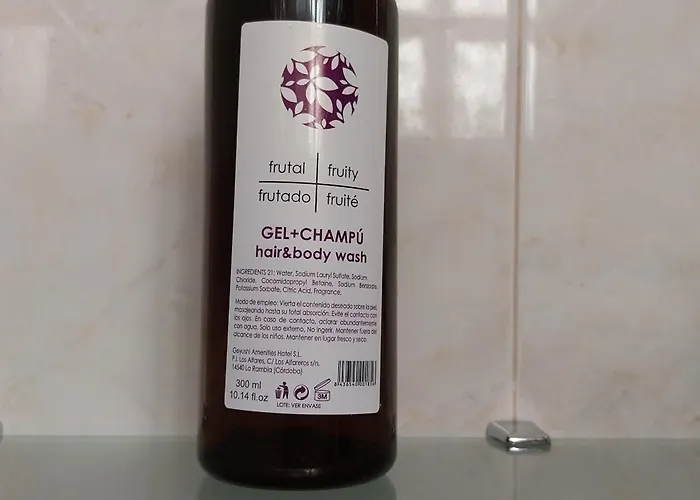 frutal fruity
frutado fruité
GEL+CHAMPÚ
hair&body wash
INGREDIENTS 21: Water, Sodium Lauryl Sulfate, Sodium
Chloride, Cocamidopropyl Betaine, Sodium Benzoate,
Potassium Sorbate, Citric Acid, Fragrance.
Modo de empleo: Vierta el contenido deseado sobre la piel,
masajeando hasta su total absorción. Evite el contacto con
los ojos. En caso de contacto, aclarar abundantemente
con agua. Solo uso externo. No ingerir. Mantener fuera del
alcance de los niños. Mantener en lugar fresco y seco.
Geyushi Amenities Hotel S.L.
P.I. Los Alfares, C/ Los Alfareros s/n.
14540 La Rambla (Córdoba)
300 ml
10.14 fl.oz
3M
LOTE: VER ENVASE